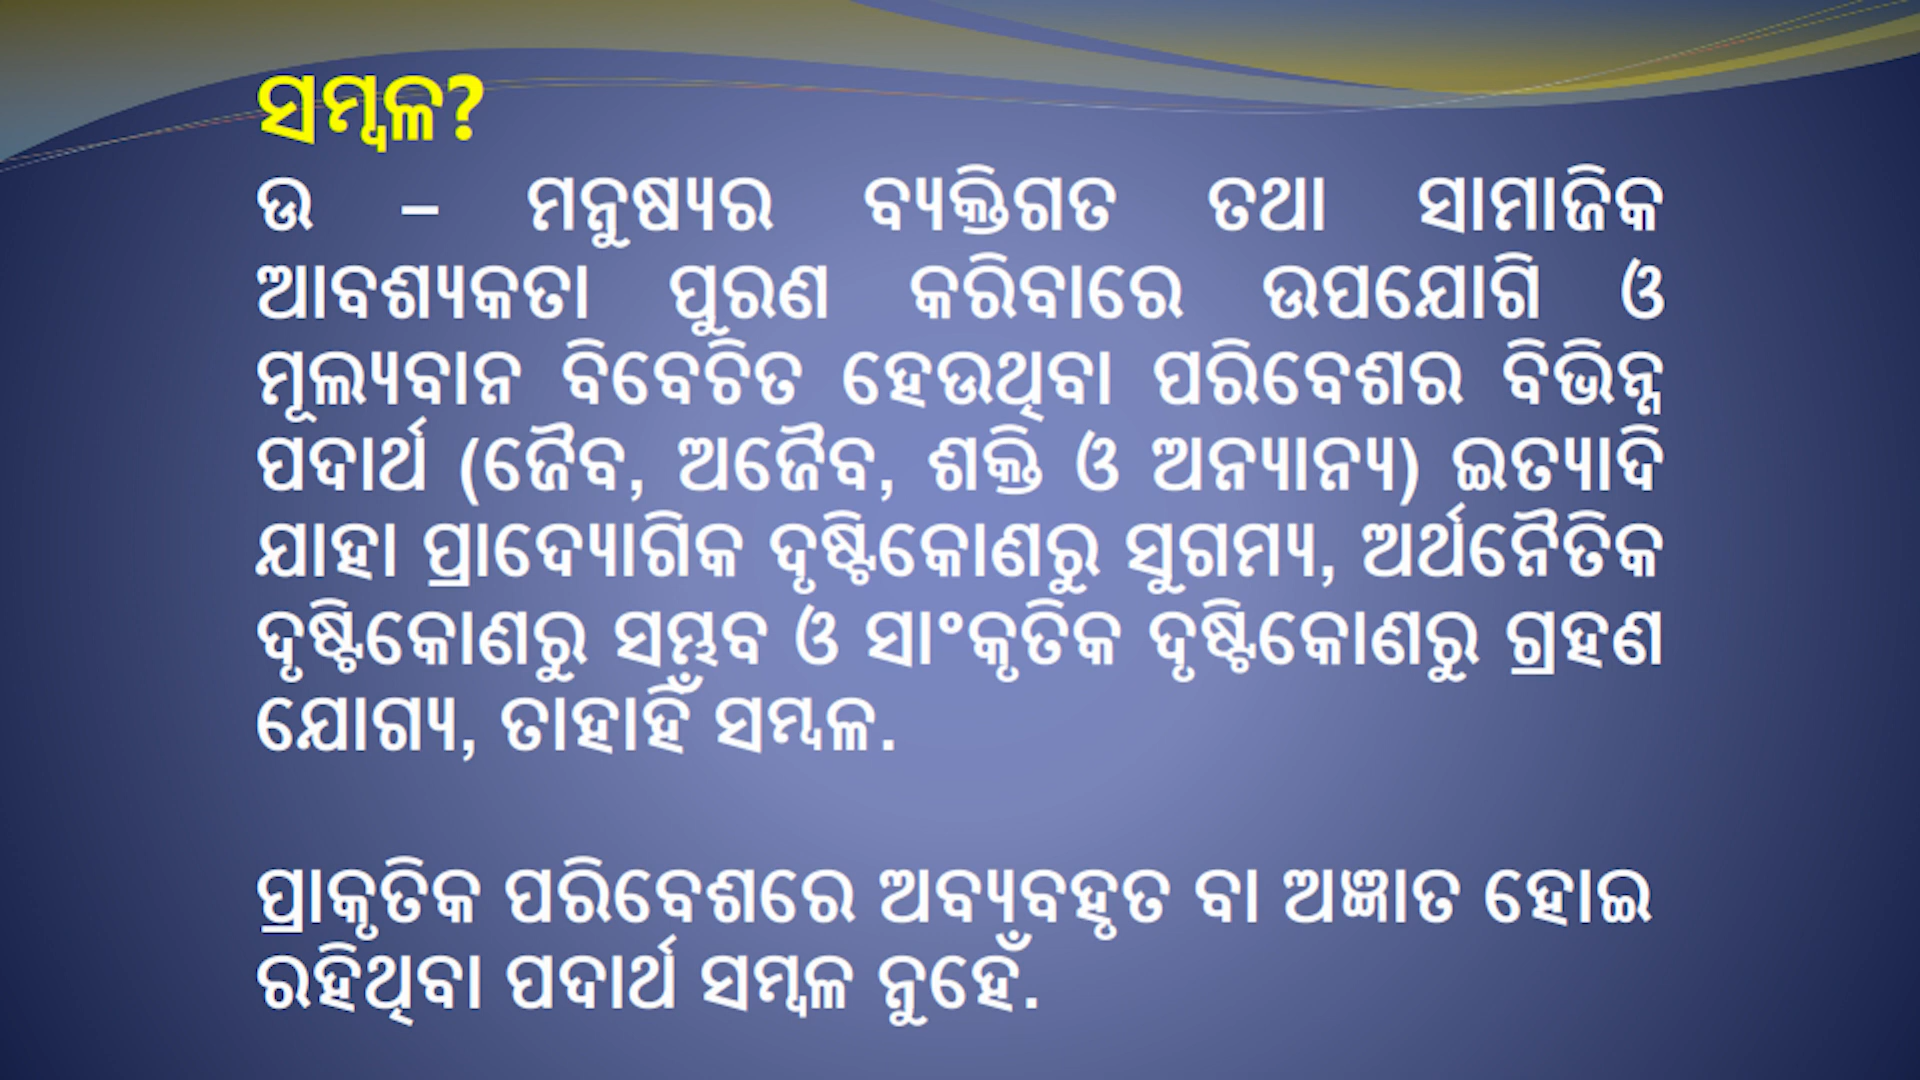 ସମ୍ବଳ?
ଉ – ମନୁଷ୍ୟର ବ୍ୟକ୍ତିଗତ ତଥା ସାମାଜିକ
ଆବଶ୍ୟକତା ପୁରଣ କରିବାରେ ଉପଯୋଗି ଓ
ମୂଲ୍ୟବାନ ବିବେଚିତ ହେଉଥିବା ପରିବେଶର ବିଭିନ୍ନ
ପଦାର୍ଥ (ଜୈବ, ଅଜୈବ, ଶକ୍ତି ଓ ଅନ୍ୟାନ୍ୟ) ଇତ୍ୟାଦି
ଯାହା ପ୍ରାଦ୍ୟୋଗିକ ଦୃଷ୍ଟିକୋଣରୁ ସୁଗମ୍ୟ, ଅର୍ଥନୈତିକ
ଦୃଷ୍ଟିକୋଣରୁ ସମ୍ଭବ ଓ ସାଂକୃତିକ ଦୃଷ୍ଟିକୋଣରୁ ଗ୍ରହଣ
ଯୋଗ୍ୟ, ତାହାହିଁ ସମ୍ବଳ.
ପ୍ରାକୃତିକ ପରିବେଶରେ ଅବ୍ୟବହୃତ ବା ଅଜ୍ଞାତ ହୋଇ
ରହିଥିବା ପଦାର୍ଥ ସମ୍ବଳ ନୁହେଁ.